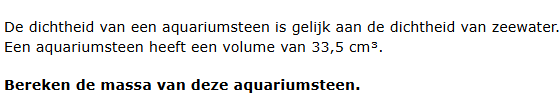 De dichtheid van een aquariumsteen is gelijk aan de dichtheid van zeewater.
Een aquariumsteen heeft een volume van 33,5 cm³.
Bereken de massa van deze aquariumsteen.